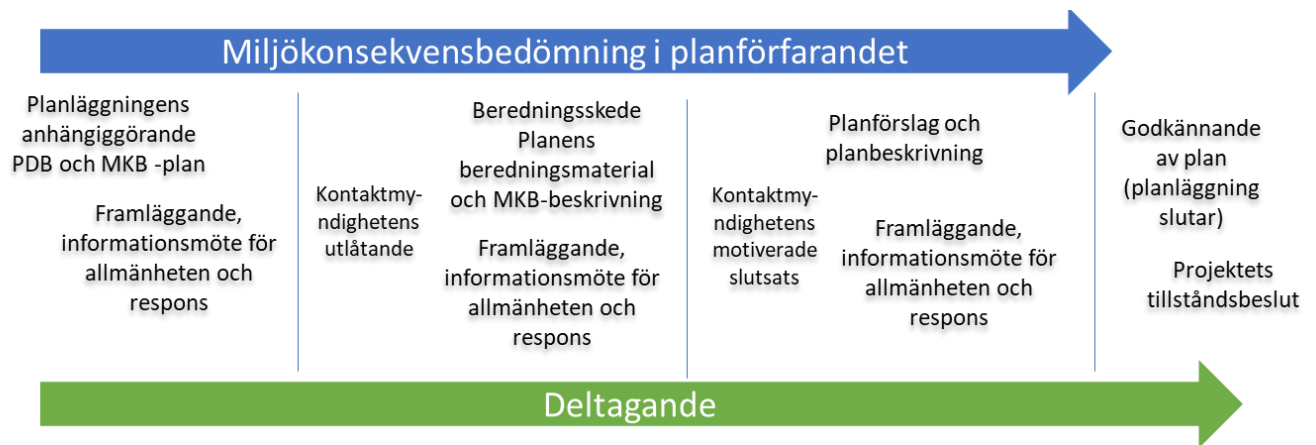 Miljökonsekvensbedömning i planförfarandet
Planläggningens
anhängiggörande
PDB och MKB -plan
Framläggande,
informationsmöte för
allmänheten och
respons
Kontaktmy-
ndighetens
utlåtande
Beredningsskede
Planens
beredningsmaterial
och MKB-beskrivning
Framläggande,
informationsmöte för
allmänheten och
respons
Kontaktmy-
ndighetens
motiverade
slutsats
Planförslag och
planbeskrivning
Framläggande,
informationsmöte för
allmänheten och
respons
Godkännande
av plan
(planläggning
slutar)
Projektets
tillståndsbeslut
Deltagande